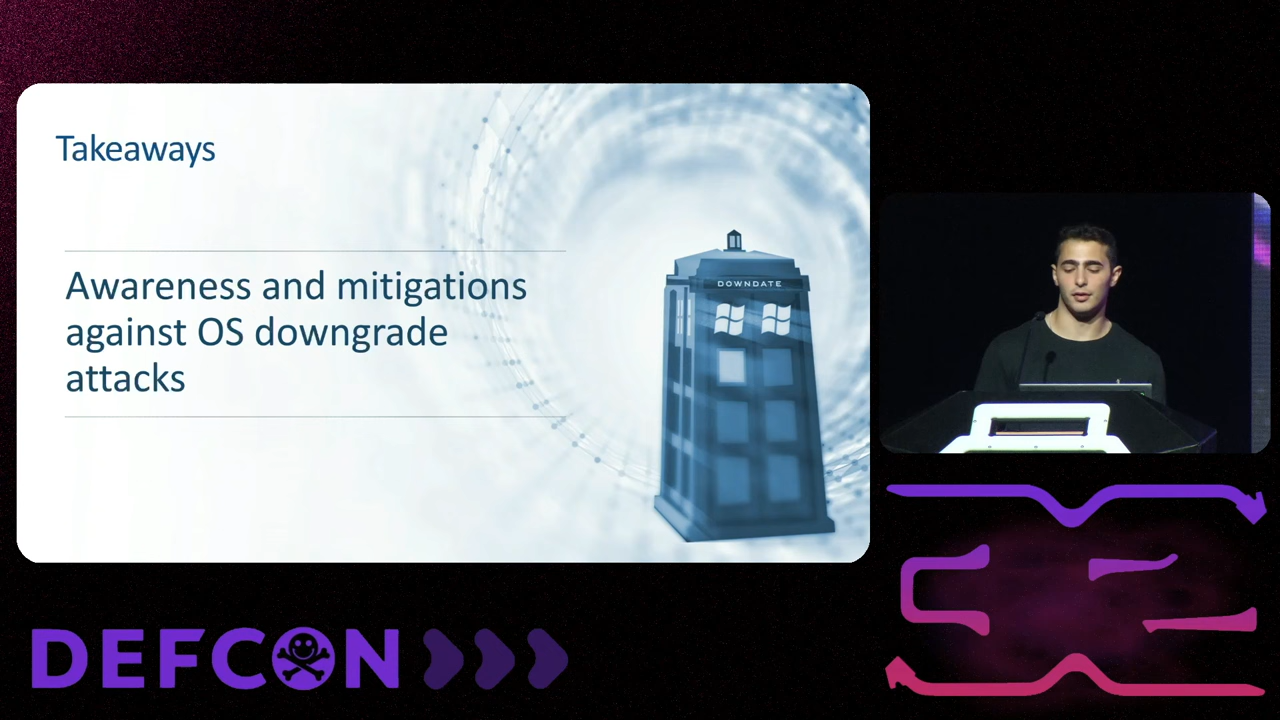 Takeaways
Awareness and mitigations
against OS downgrade
attacks
DOWNDATE
DEFCON